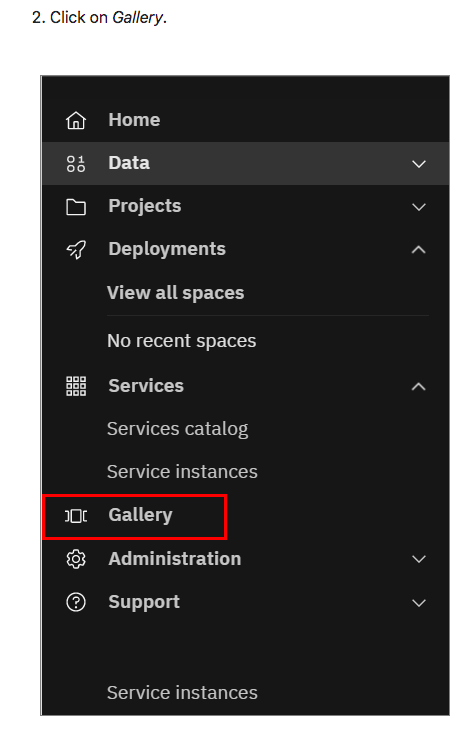 2. Click on Gallery.
Home
Data
Projects
Deployments
View all spaces
No recent spaces
Services
Services catalog
Service instances
Gallery
Administration
Support
Service instances